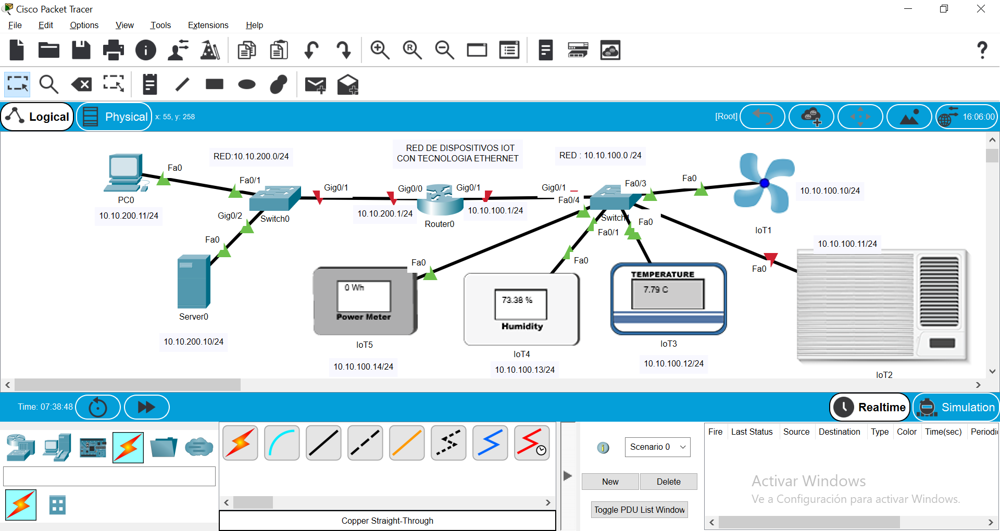 Cisco Packet Tracer
File Edit Options View Tools Extensions Help
Logical Physical x: 55, y: 258 [Root] 16:06:00
RED:10.10.200.0/24
RED DE DISPOSITIVOS IOT
CON TECNOLOGIA ETHERNET
RED : 10.10.100.0 /24
Fa0
PC0
10.10.200.11/24
Fa0/1
Gig0/2
Switch0
Gig0/1
Fa0
Server0
10.10.200.10/24
Gig0/0
10.10.200.1/24
Router0
Gig0/1
10.10.100.1/24
Gig0/1
Fa0/4
Fa0/3
Fa0/1
Fa0
Fa0
IoT1
10.10.100.10/24
Fa0
0 Wh
Power Meter
IoT5
10.10.100.14/24
Fa0
73.38 %
Humidity
IoT4
10.10.100.13/24
TEMPERATURE
7.79 C
IoT3
10.10.100.12/24
10.10.100.11/24
Fa0
IoT2
Time: 07:38:48
Realtime Simulation
Scenario 0
New Delete
Toggle PDU List Window
Copper Straight-Through
Fire Last Status Source Destination Type Color Time(sec)
Activar Windows
Ve a Configuración para activar Windows.